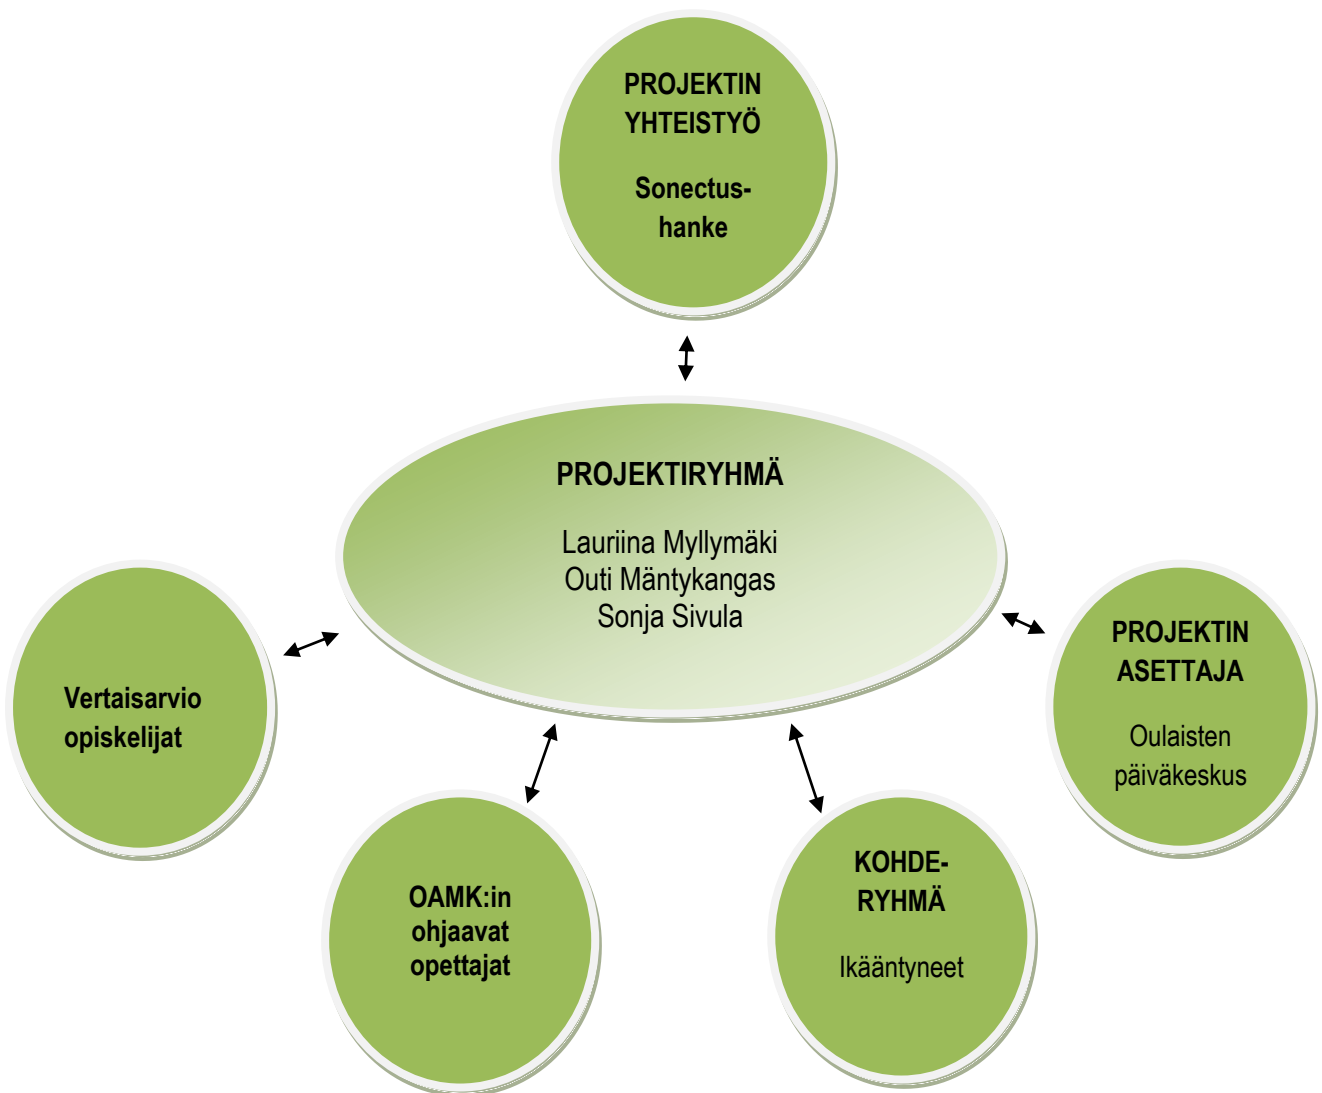 PROJEKTIN
YHTEISTYÖ
Sonectus-
hanke
PROJEKTIRYHMÄ
Lauriina Myllymäki
Outi Mäntykangas
Sonja Sivula
Vertaisarvio
opiskelijat
OAMK:in
ohjaavat
opettajat
KOHDE-
RYHMÄ
Ikääntyneet
PROJEKTIN
ASETTAJA
Oulaisten
päiväkeskus